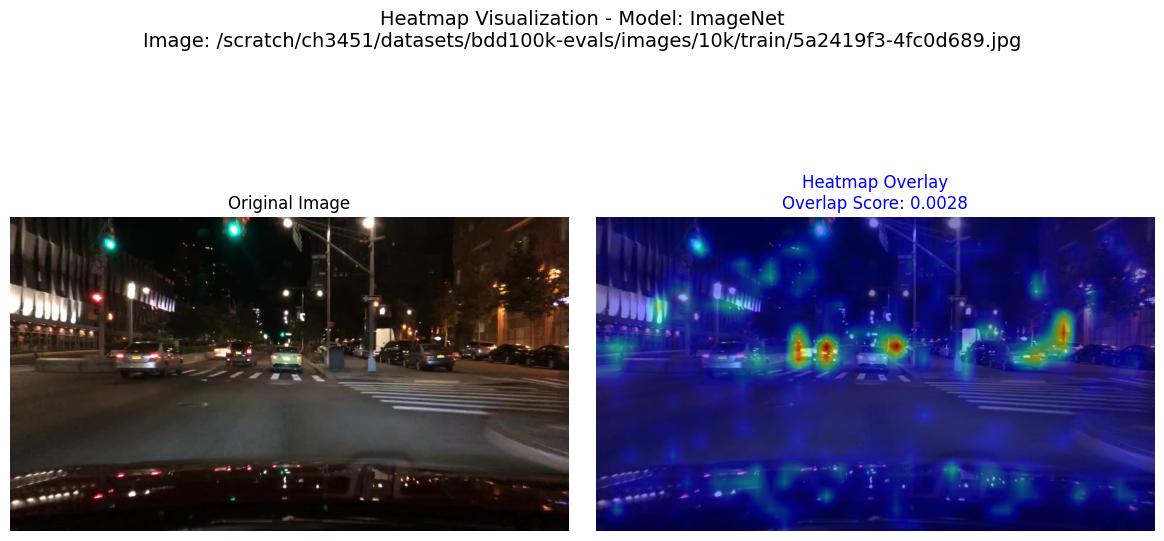 Heatmap Visualization - Model: ImageNet
Image: /scratch/ch3451/datasets/bdd100k-evals/images/10k/train/5a2419f3-4fc0d689.jpg
Original Image
Heatmap Overlay
Overlap Score: 0.0028